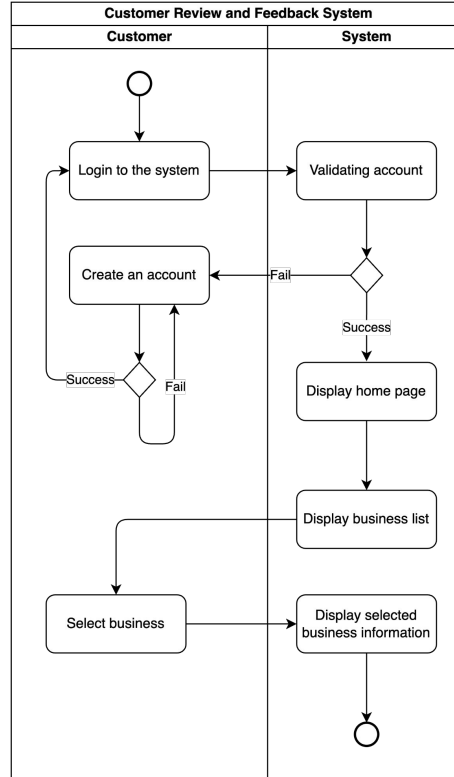 Customer Review and Feedback System
Customer
System
Login to the system
Validating account
Create an account
Fail
Success
Success
Fail
Display home page
Display business list
Select business
Display selected
business information